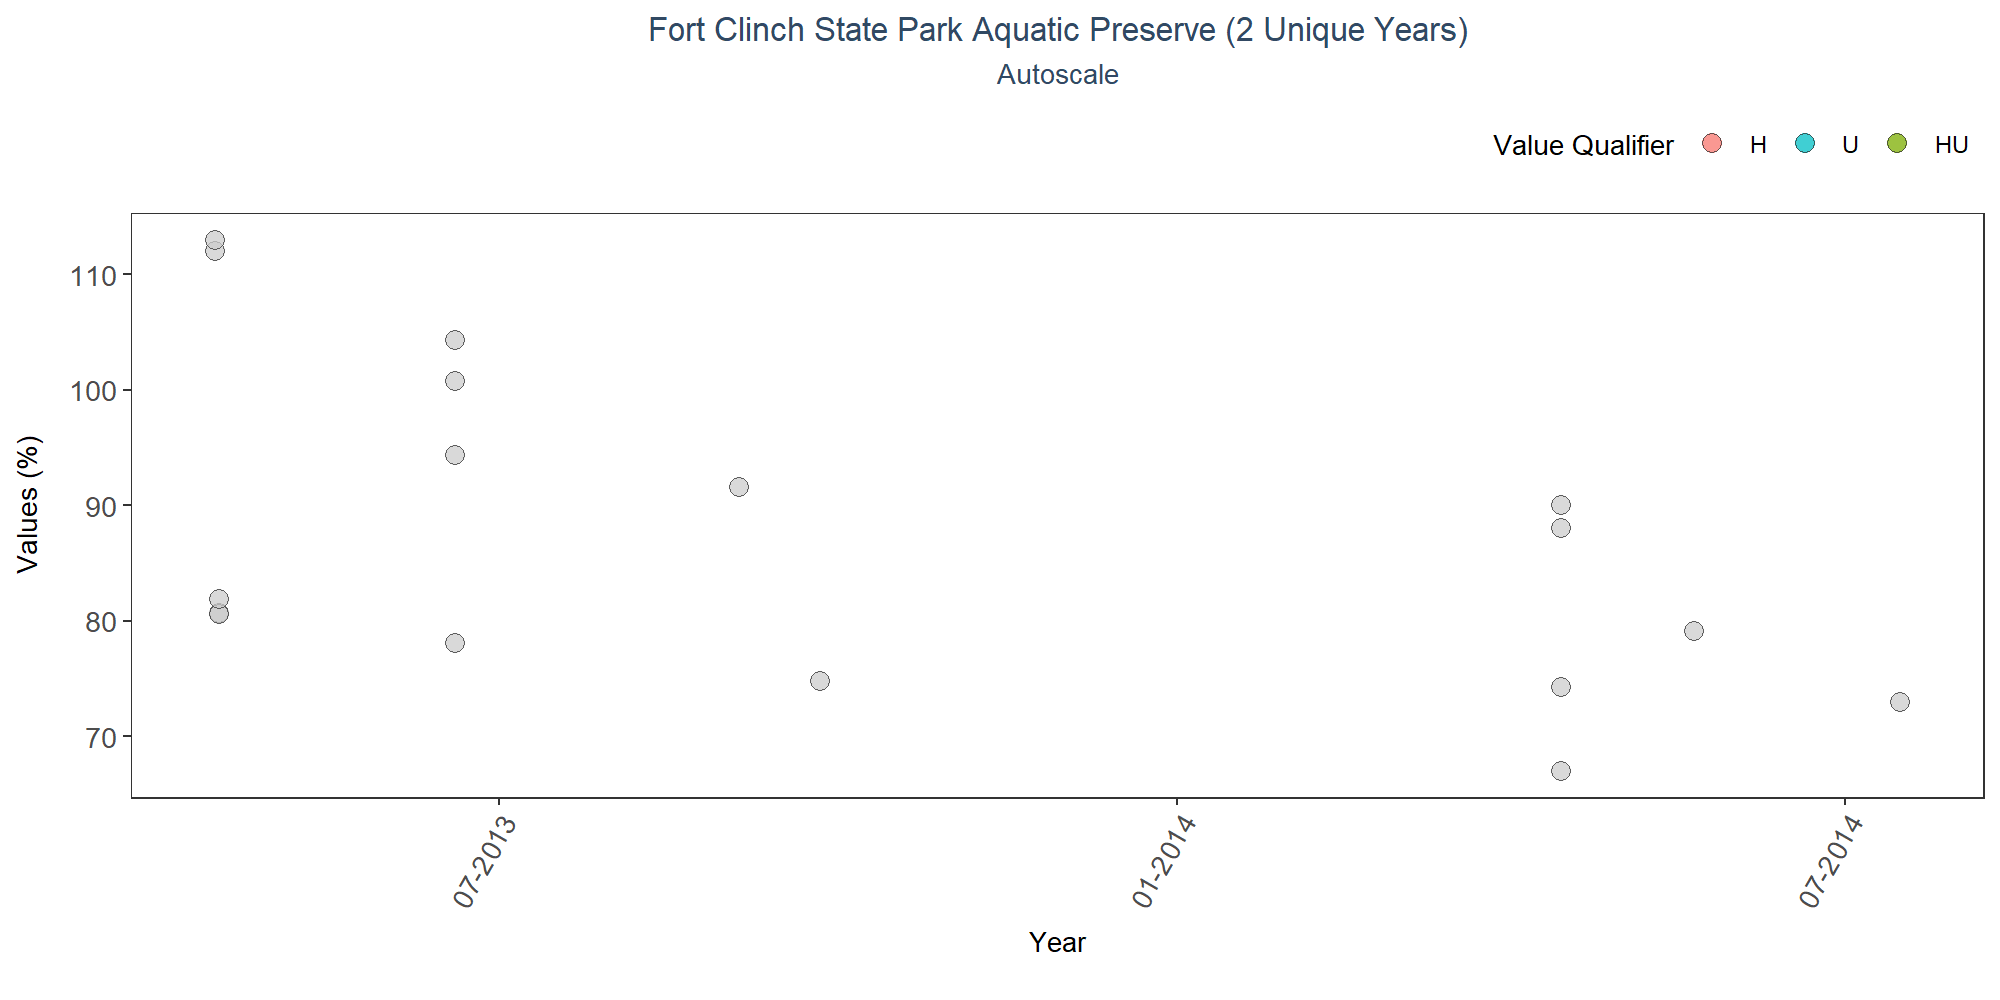 Fort Clinch State Park Aquatic Preserve (2 Unique Years)
Autoscale
Value Qualifier H U HU
Values (%)
110
100
90
80
70
07-2013 01-2014 07-2014
Year